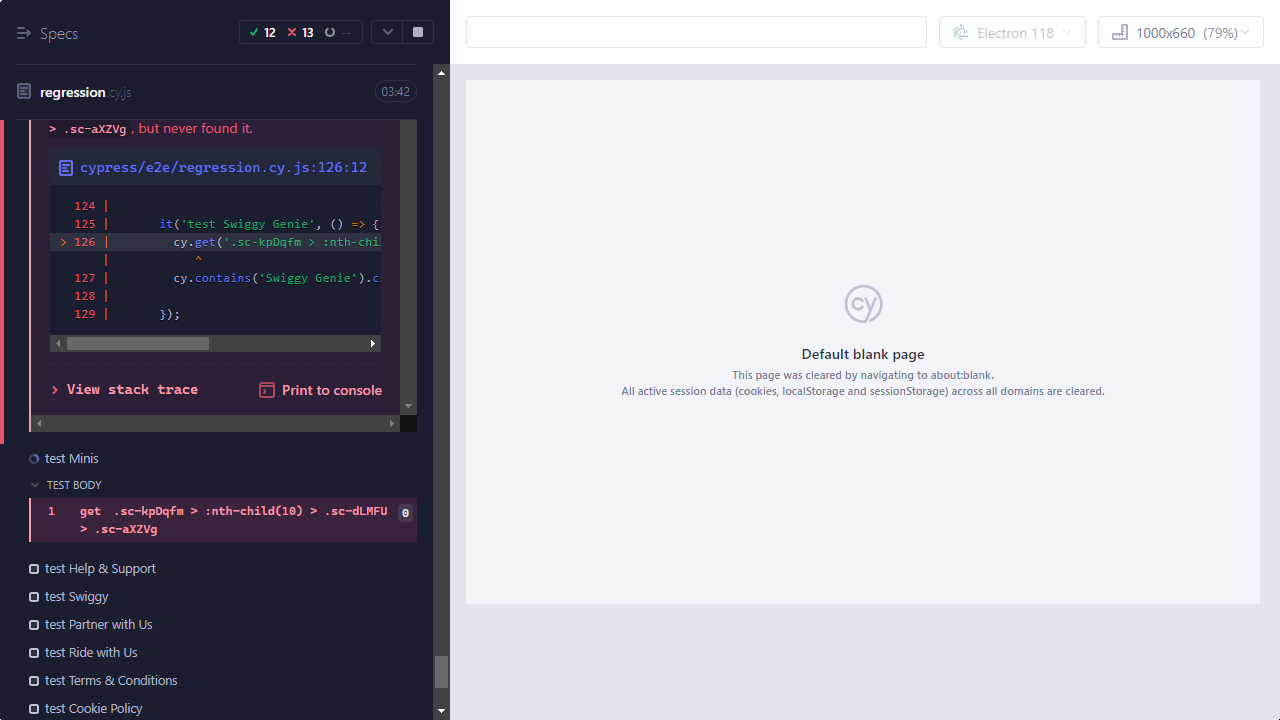 Specs
12
13
--
regression.cy.js
03:42
> .sc-aXZVg , but never found it.
cypress/e2e/regression.cy.js:126:12
124 |
125 | it('test Swiggy Genie', () => {
> 126 | cy.get('.sc-kpDqfm > :nth-chi
| ^
127 | cy.contains('Swiggy Genie').c
128 |
129 | });
> View stack trace
Print to console
test Minis
TEST BODY
1 get .sc-kpDqfm > :nth-child(10) > .sc-dLMFU > .sc-aXZVg 0
test Help & Support
test Swiggy
test Partner with Us
test Ride with Us
test Terms & Conditions
test Cookie Policy
Electron 118
1000x660 (79%)
cy
Default blank page
This page was cleared by navigating to about:blank.
All active session data (cookies, localStorage and sessionStorage) across all domains are cleared.